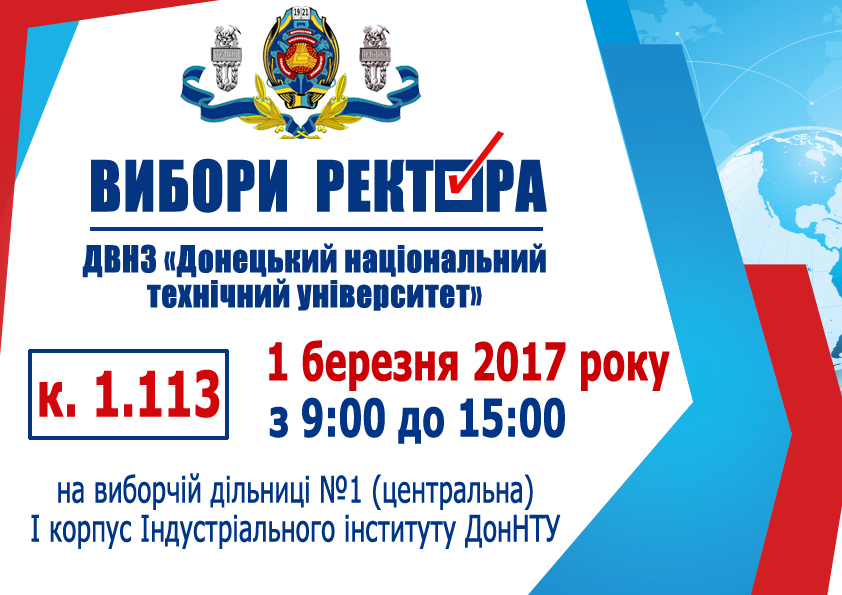 1921
ВИБОРИ РЕКТОРА
ДВНЗ «Донецький національний
технічний університет»
к. 1.113
1 березня 2017 року
з 9:00 до 15:00
на виборчій дільниці №1 (центральна)
І корпус Індустріального інституту ДонНТУ